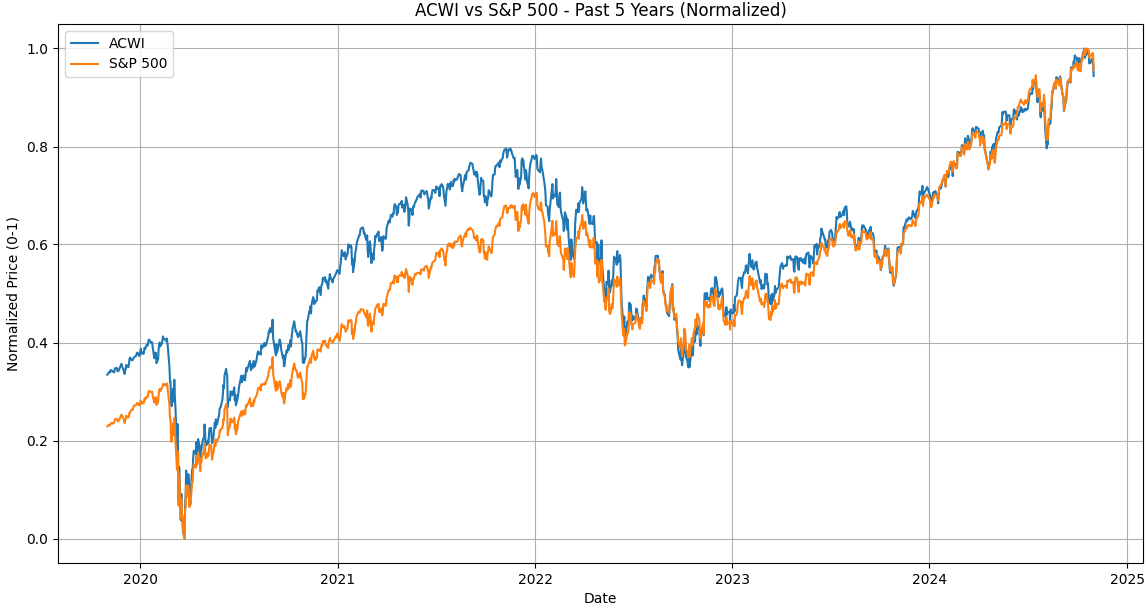 ACWI vs S&P 500 - Past 5 Years (Normalized)
ACWI
S&P 500
Normalized Price (0-1)
1.0
0.8
0.6
0.4
0.2
0.0
2020
2021
2022
2023
2024
2025
Date